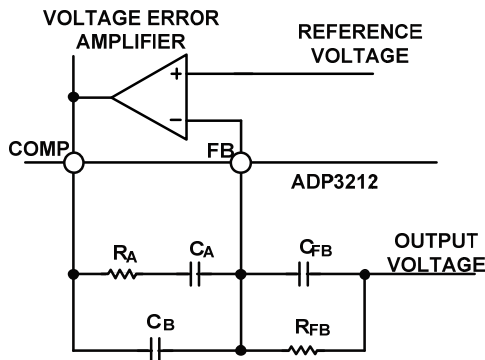 VOLTAGE ERROR
AMPLIFIER
REFERENCE
VOLTAGE
+
−
COMP
FB
ADP3212
RA
CA
CFB
OUTPUT
VOLTAGE
CB
RFB